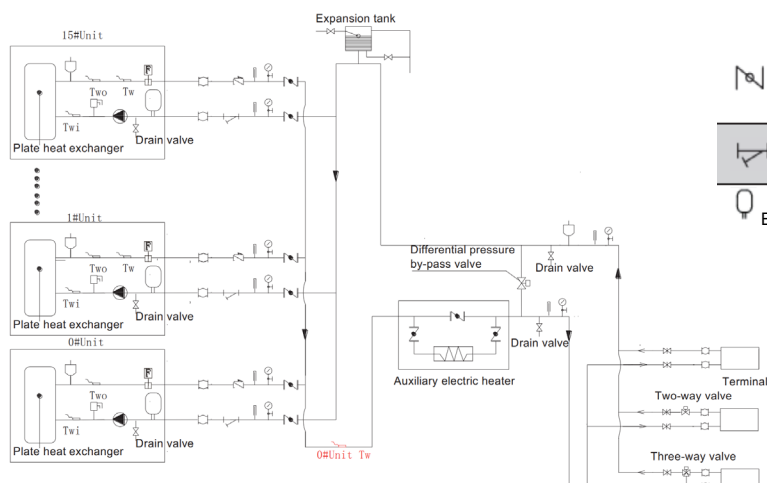 Expansion tank
15#Unit
Two Tw
F
Twi
Drain valve
Plate heat exchanger
1#Unit
Two Tw
F
Twi
Drain valve
Plate heat exchanger
0#Unit
Two
F
Twi
Drain valve
Plate heat exchanger
0#Unit Tw
Differential pressure
by-pass valve
Drain valve
Drain valve
Auxiliary electric heater
Terminal
Two-way valve
Three-way valve
E